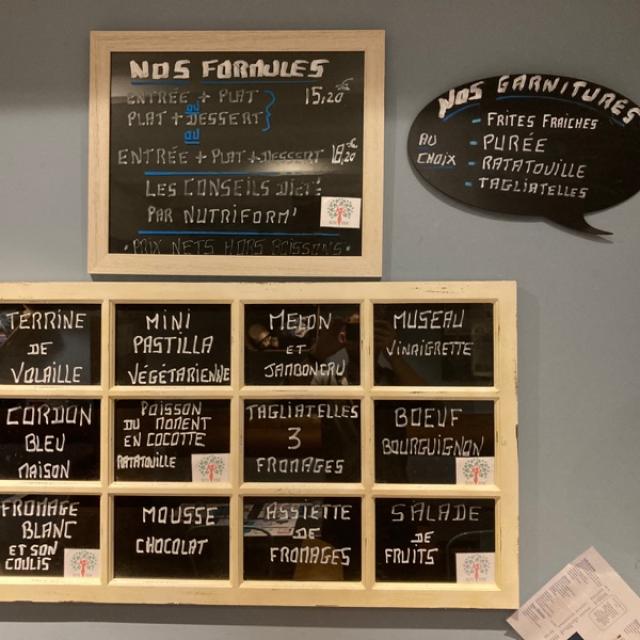 NOS FORMULES
ENTRÉE + PLAT 15,20€
OU
PLAT + DESSERT
OU
ENTRÉE + PLAT + DESSERT 18,20€
LES CONSEILS DIET!
PAR NUTRIFORM'
• PRIX NETS HORS BOISSONS •
NOS GARNITURES
AU CHOIX
- FRITES FRAICHES
- PURÉE
- RATATOUILLE
- TAGLIATELLES
TERRINE
DE
VOLAILLE
MINI
PASTILLA
VÉGÉTARIENNE
MELON
ET
JAMBONCRU
MUSEAU
VINAIGRETTE
CORDON
BLEU
MAISON
POISSON
DU MOMENT
EN COCOTTE
RATATOUILLE
TAGLIATELLES
3
FROMAGES
BOEUF
BOURGUIGNON
FROMAGE
BLANC
ET SON
COULIS
MOUSSE
CHOCOLAT
ASSIETTE
DE
FROMAGES
SALADE
DE
FRUITS